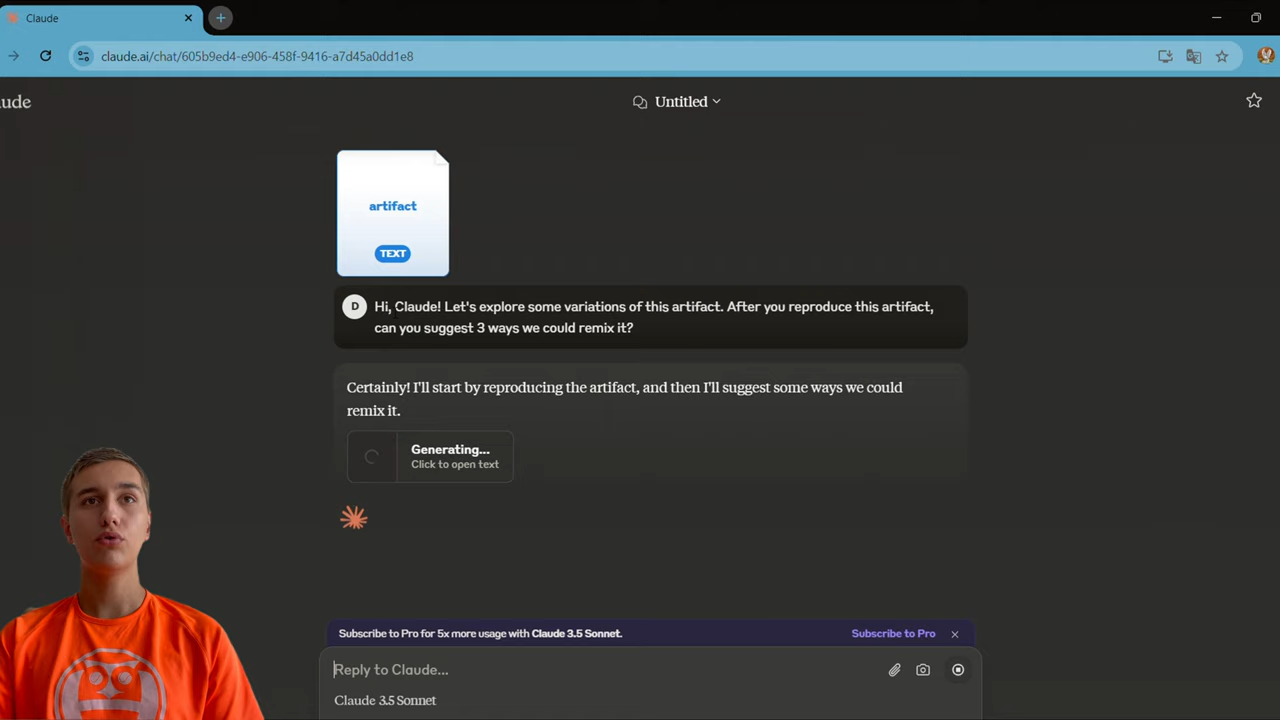 Claude
claude.ai/chat/605b9ed4-e906-458f-9416-a7d45a0dd1e8
ude
Untitled
artifact
TEXT
D
Hi, Claude! Let's explore some variations of this artifact. After you reproduce this artifact,
can you suggest 3 ways we could remix it?
Certainly! I'll start by reproducing the artifact, and then I'll suggest some ways we could
remix it.
Generating...
Click to open text
Subscribe to Pro for 5x more usage with Claude 3.5 Sonnet.
Subscribe to Pro
Reply to Claude...
Claude 3.5 Sonnet